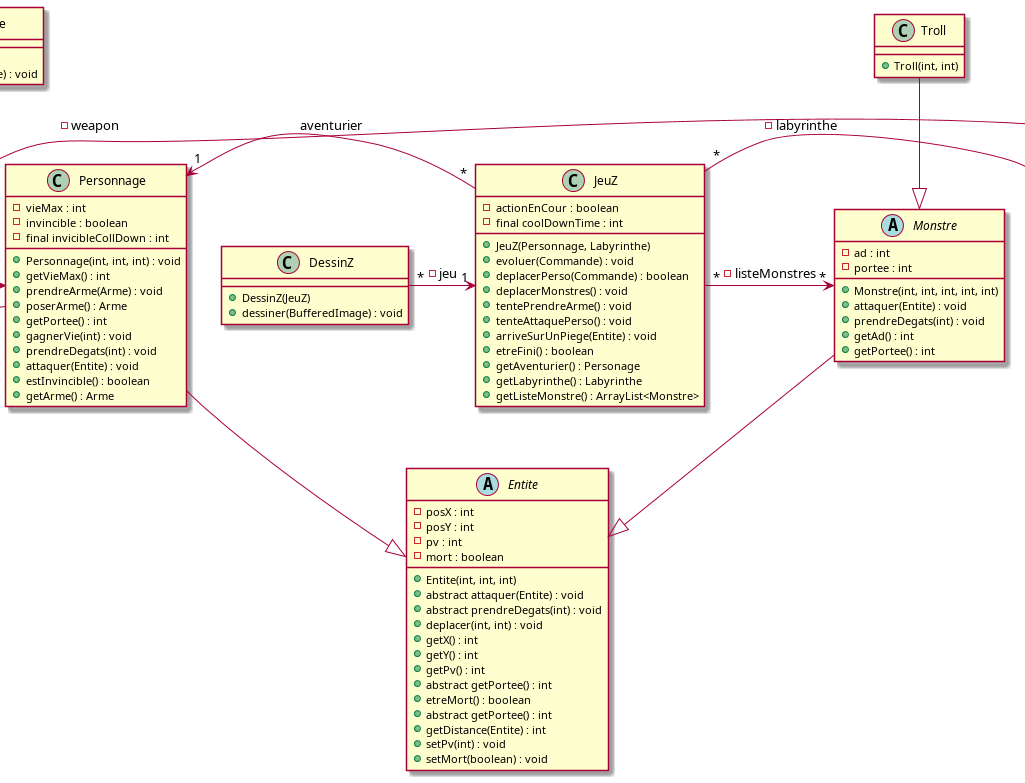 e
e) : void
C Troll
Troll(int, int)
weapon
aventurier
labyrinthe
1
*
*
C Personnage
vieMax : int
invincible : boolean
final invicibleCollDown : int
Personnage(int, int, int) : void
getVieMax() : int
prendreArme(Arme) : void
poserArme() : Arme
getPortee() : int
gagnerVie(int) : void
prendreDegats(int) : void
attaquer(Entite) : void
estInvincible() : boolean
getArme() : Arme
C DessinZ
DessinZ(JeuZ)
dessiner(BufferedImage) : void
* jeu 1
C JeuZ
actionEnCour : boolean
final coolDownTime : int
JeuZ(Personnage, Labyrinthe)
evoluer(Commande) : void
deplacerPerso(Commande) : boolean
deplacerMonstres() : void
tentePrendreArme() : void
tenteAttaquePerso() : void
arriveSurUnPiege(Entite) : void
etreFini() : boolean
getAventurier() : Personage
getLabyrinthe() : Labyrinthe
getListeMonstre() : ArrayList<Monstre>
* listeMonstres *
A Monstre
ad : int
portee : int
Monstre(int, int, int, int, int)
attaquer(Entite) : void
prendreDegats(int) : void
getAd() : int
getPortee() : int
A Entite
posX : int
posY : int
pv : int
mort : boolean
Entite(int, int, int)
abstract attaquer(Entite) : void
abstract prendreDegats(int) : void
deplacer(int, int) : void
getX() : int
getY() : int
getPv() : int
abstract getPortee() : int
etreMort() : boolean
abstract getPortee() : int
getDistance(Entite) : int
setPv(int) : void
setMort(boolean) : void